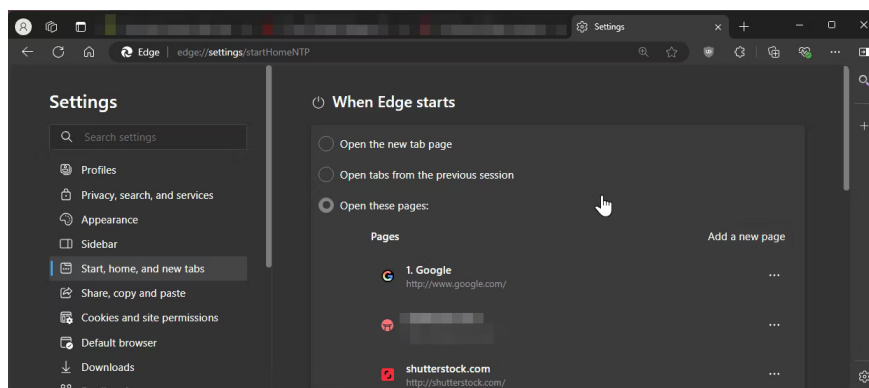 Settings
Edge | edge://settings/startHomeNTP
Settings
Search settings
Profiles
Privacy, search, and services
Appearance
Sidebar
Start, home, and new tabs
Share, copy and paste
Cookies and site permissions
Default browser
Downloads
When Edge starts
Open the new tab page
Open tabs from the previous session
Open these pages:
Pages
Add a new page
1. Google
http://www.google.com/
shutterstock.com
http://shutterstock.com/